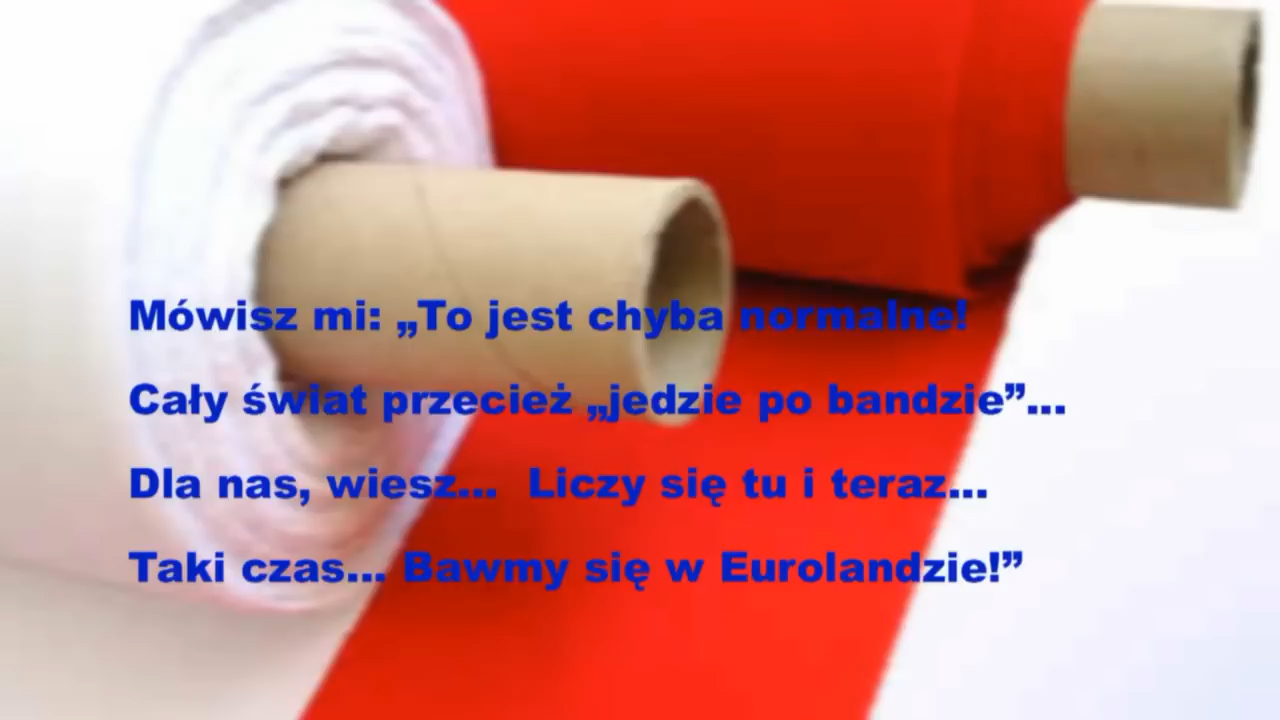 Mówisz mi: „To jest chyba normalne!
Cały świat przecież „jedzie po bandzie”...
Dla nas, wiesz...  Liczy się tu i teraz...
Taki czas... Bawmy się w Eurolandzie!”